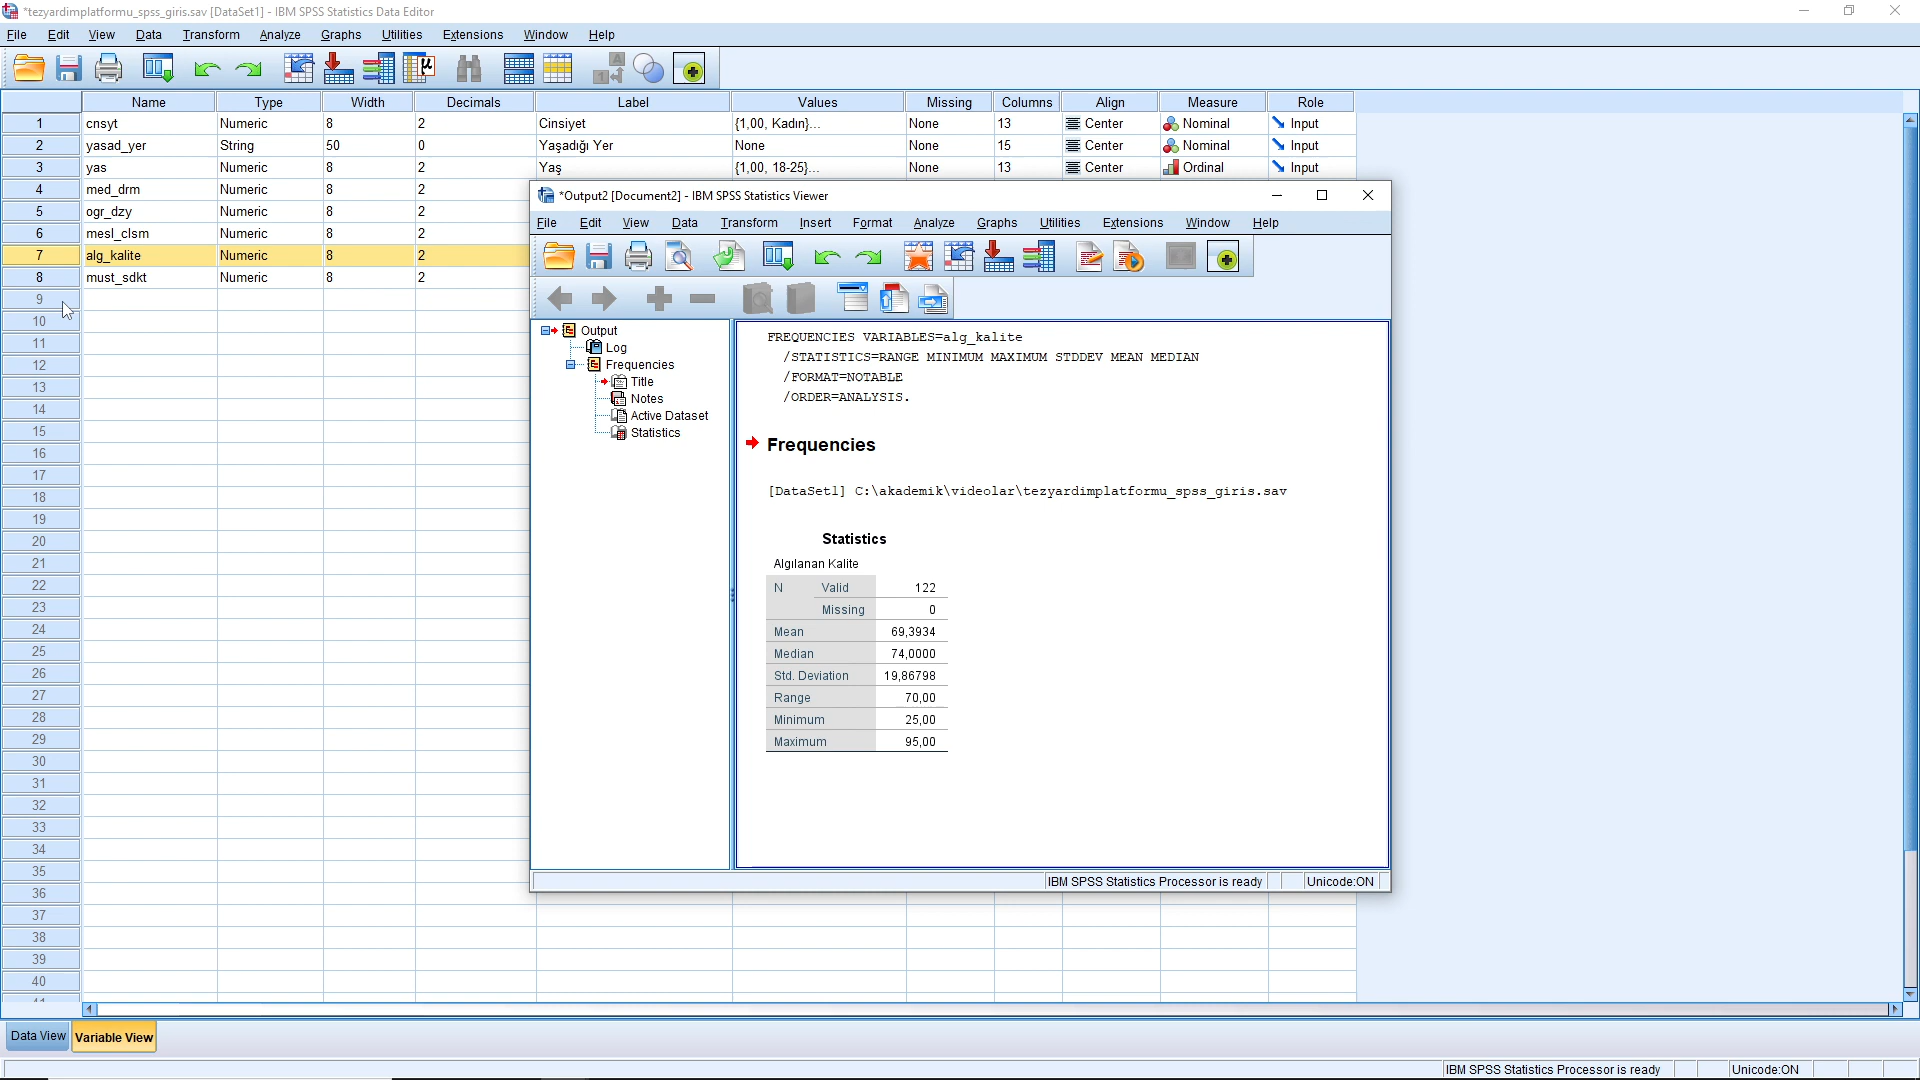 *tezyardimplatformu_spss_giris.sav [DataSet1] - IBM SPSS Statistics Data Editor
File Edit View Data Transform Analyze Graphs Utilities Extensions Window Help
Name Type Width Decimals Label Values Missing Columns Align Measure Role
1 cnsyt Numeric 8 2 Cinsiyet {1,00, Kadın}... None 13 Center Nominal Input
2 yasad_yer String 50 0 Yaşadığı Yer None None 15 Center Nominal Input
3 yas Numeric 8 2 Yaş {1,00, 18-25}... None 13 Center Ordinal Input
4 med_drm Numeric 8 2
5 ogr_dzy Numeric 8 2
6 mesl_clsm Numeric 8 2
7 alg_kalite Numeric 8 2
8 must_sdkt Numeric 8 2
9
10
11
12
13
14
15
16
17
18
19
20
21
22
23
24
25
26
27
28
29
30
31
32
33
34
35
36
37
38
39
40
*Output2 [Document2] - IBM SPSS Statistics Viewer
File Edit View Data Transform Insert Format Analyze Graphs Utilities Extensions Window Help
Output
Log
Frequencies
Title
Notes
Active Dataset
Statistics
FREQUENCIES VARIABLES=alg_kalite
/STATISTICS=RANGE MINIMUM MAXIMUM STDDEV MEAN MEDIAN
/FORMAT=NOTABLE
/ORDER=ANALYSIS.
Frequencies
[DataSet1] C:\akademik\videolar\tezyardimplatformu_spss_giris.sav
Statistics
Algılanan Kalite
N Valid 122
Missing 0
Mean 69,3934
Median 74,0000
Std. Deviation 19,86798
Range 70,00
Minimum 25,00
Maximum 95,00
IBM SPSS Statistics Processor is ready Unicode:ON
Data View Variable View
IBM SPSS Statistics Processor is ready Unicode:ON